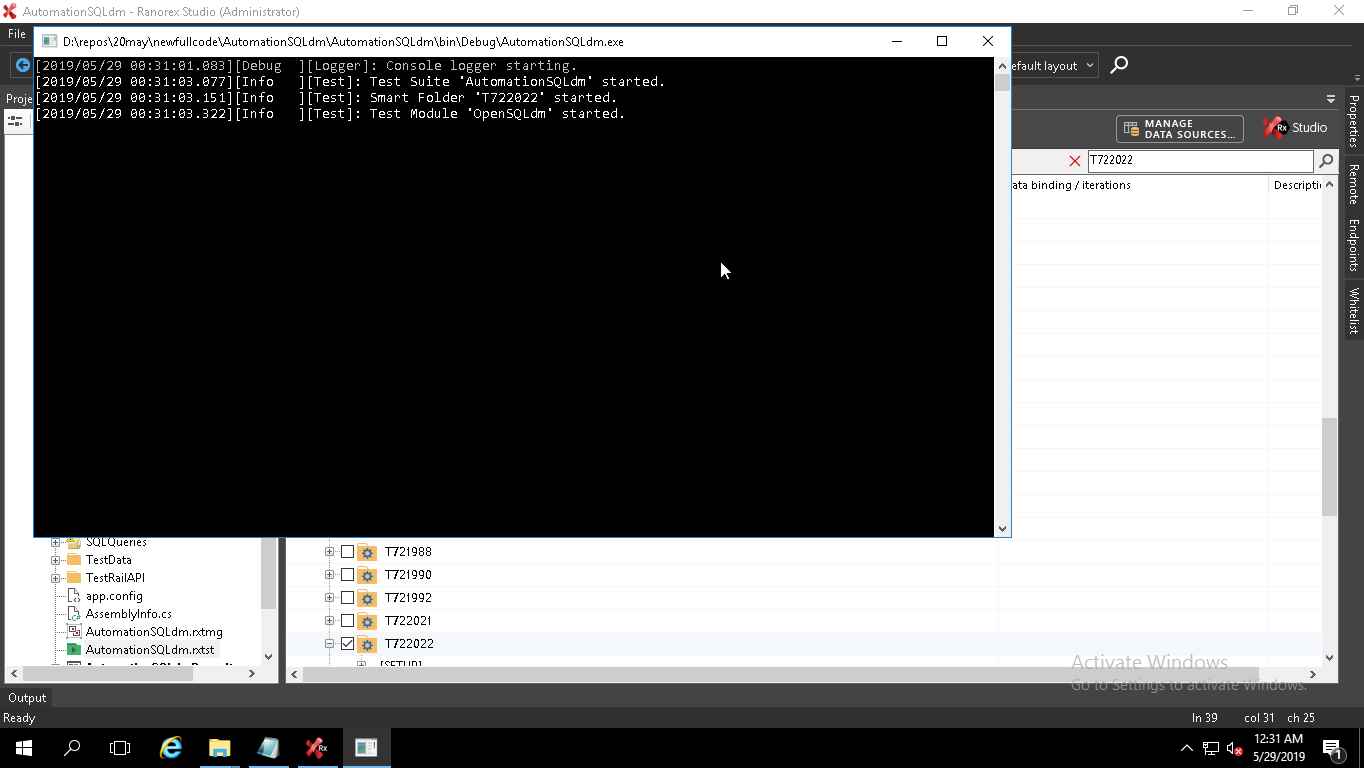 AutomationSQLdm - Ranorex Studio (Administrator)
File
D:\repos\20may\newfullcode\AutomationSQLdm\AutomationSQLdm\bin\Debug\AutomationSQLdm.exe
[2019/05/29 00:31:01.083][Debug  ][Logger]: Console logger starting.
[2019/05/29 00:31:03.077][Info   ][Test]: Test Suite 'AutomationSQLdm' started.
[2019/05/29 00:31:03.151][Info   ][Test]: Smart Folder 'T722022' started.
[2019/05/29 00:31:03.322][Info   ][Test]: Test Module 'OpenSQLdm' started.
efault layout
Proje
MANAGE
DATA SOURCES...
Rx Studio
T722022
ata binding / iterations
Descripti
Properties
Remote Endpoints
Whitelist
SQLQueries
TestData
TestRailAPI
app.config
AssemblyInfo.cs
AutomationSQLdm.rxtmg
AutomationSQLdm.rxtst
T721988
T721990
T721992
T722021
T722022
[SETUP]
Activate Windows
Go to Settings to activate Windows.
Output
Ready
ln 39 col 31 ch 25
Rx
12:31 AM
5/29/2019
1